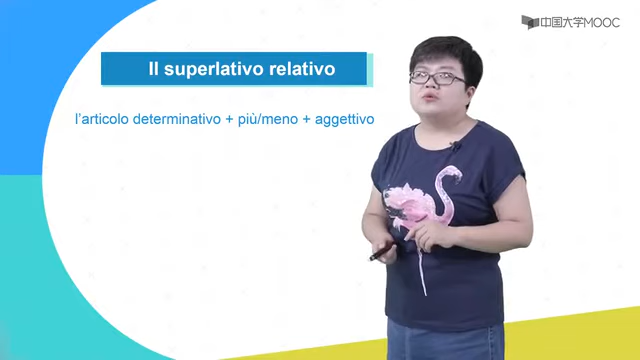 中国大学MOOC
Il superlativo relativo
l'articolo determinativo + più/meno + aggettivo